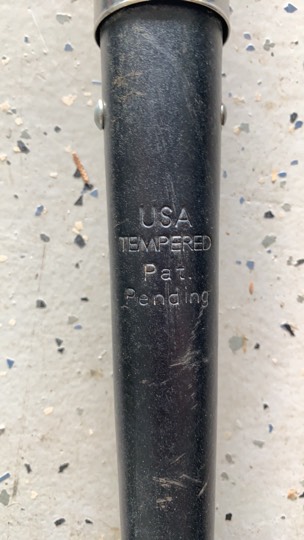 USA
TEMPERED
Pat.
Pending